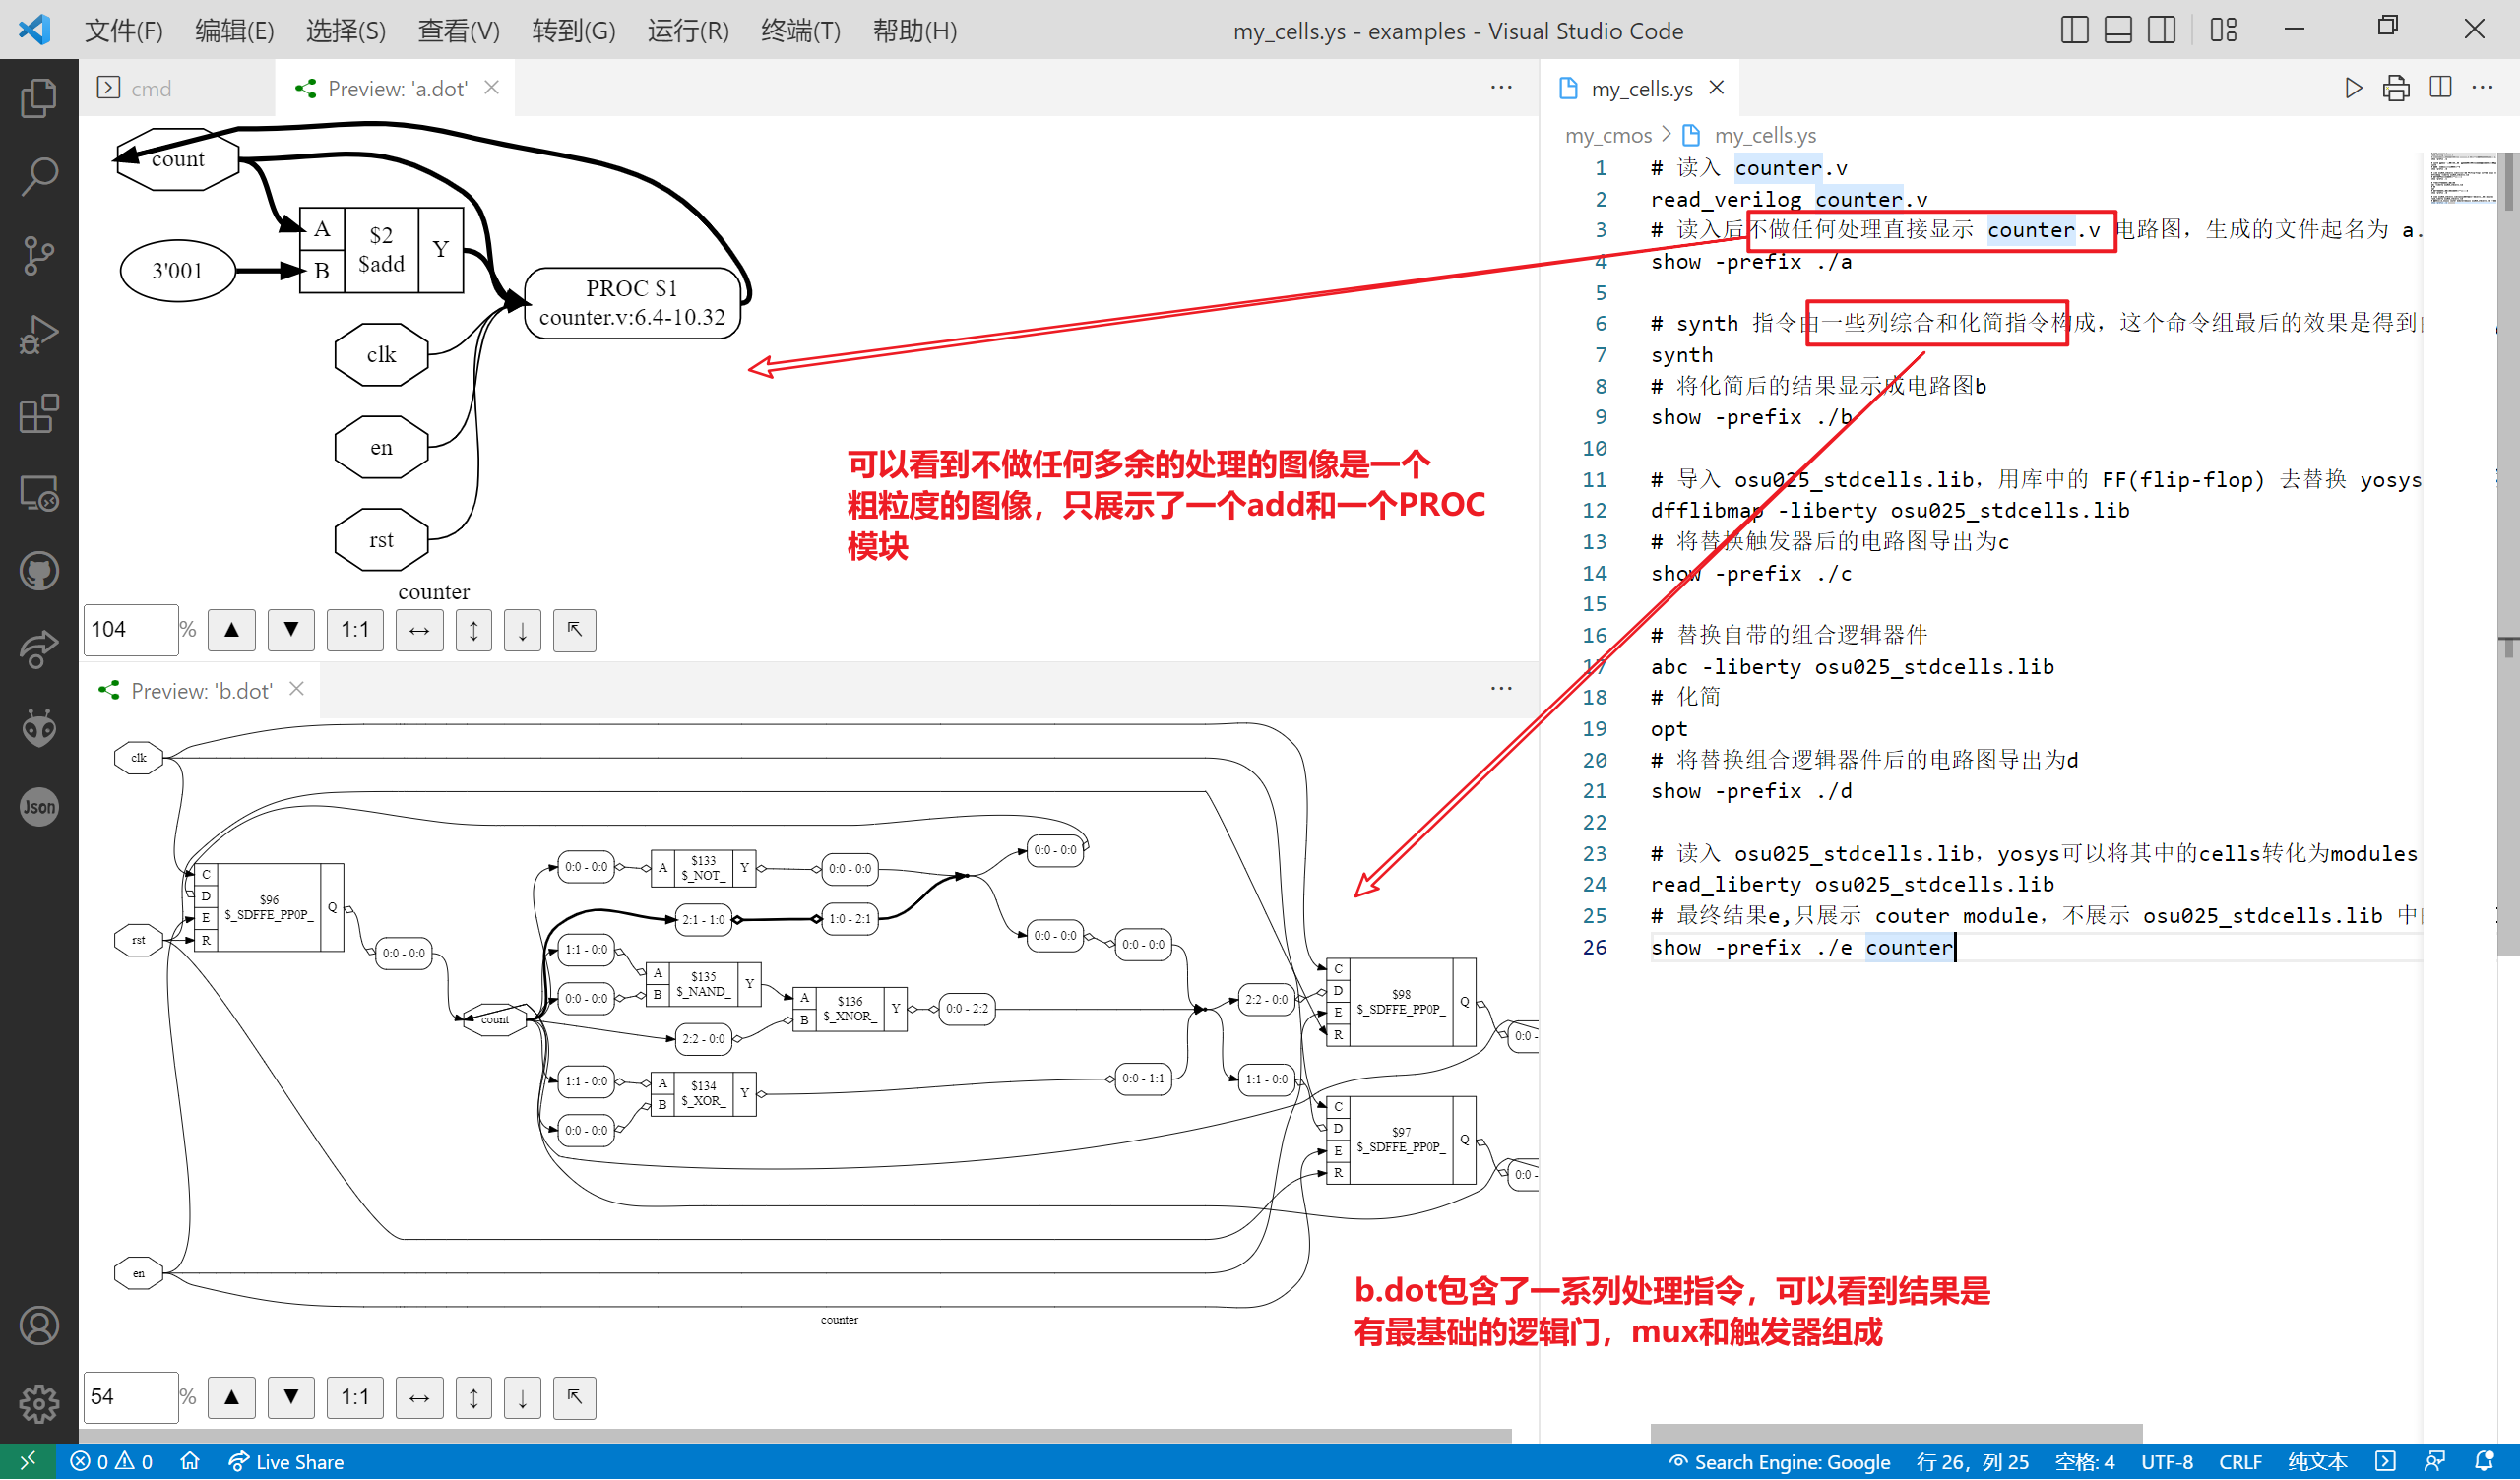 文件(F) 编辑(E) 选择(S) 查看(V) 转到(G) 运行(R) 终端(T) 帮助(H)
my_cells.ys - examples - Visual Studio Code
cmd
Preview: 'a.dot'
count
3'001
A
B
$2
$add
Y
PROC $1
counter.v:6.4-10.32
clk
en
rst
counter
可以看到不做任何多余的处理的图像是一个
粗粒度的图像，只展示了一个add和一个PROC
模块
104 %
1:1
Preview: 'b.dot'
clk
rst
en
C
D
E
R
$96
$_SDFFE_PP0P_
Q
0:0 - 0:0
count
0:0 - 0:0
A
$133
$_NOT_
Y
0:0 - 0:0
0:0 - 0:0
2:1 - 1:0
1:0 - 2:1
1:1 - 0:0
0:0 - 0:0
A
B
$135
$_NAND_
Y
2:2 - 0:0
A
B
$136
$_XNOR_
Y
0:0 - 2:2
0:0 - 0:0
0:0 - 0:0
1:1 - 0:0
0:0 - 0:0
A
B
$134
$_XOR_
Y
0:0 - 1:1
2:2 - 0:0
1:1 - 0:0
C
D
E
R
$98
$_SDFFE_PP0P_
Q
0:0 -
C
D
E
R
$97
$_SDFFE_PP0P_
Q
0:0 -
counter
54 %
1:1
b.dot包含了一系列处理指令，可以看到结果是
有最基础的逻辑门，mux和触发器组成
my_cells.ys
my_cmos > my_cells.ys
1 # 读入 counter.v
2 read_verilog counter.v
3 # 读入后不做任何处理直接显示 counter.v 电路图，生成的文件起名为 a.
4 show -prefix ./a
5
6 # synth 指令由一些列综合和化简指令构成，这个命令组最后的效果是得到
7 synth
8 # 将化简后的结果显示成电路图b
9 show -prefix ./b
10
11 # 导入 osu025_stdcells.lib，用库中的 FF(flip-flop) 去替换 yosys
12 dfflibmap -liberty osu025_stdcells.lib
13 # 将替换触发器后的电路图导出为c
14 show -prefix ./c
15
16 # 替换自带的组合逻辑器件
17 abc -liberty osu025_stdcells.lib
18 # 化简
19 opt
20 # 将替换组合逻辑器件后的电路图导出为d
21 show -prefix ./d
22
23 # 读入 osu025_stdcells.lib，yosys可以将其中的cells转化为modules
24 read_liberty osu025_stdcells.lib
25 # 最终结果e,只展示 couter module，不展示 osu025_stdcells.lib 中
26 show -prefix ./e counter
Json
0 0 Live Share
Search Engine: Google 行 26，列 25 空格: 4 UTF-8 CRLF 纯文本